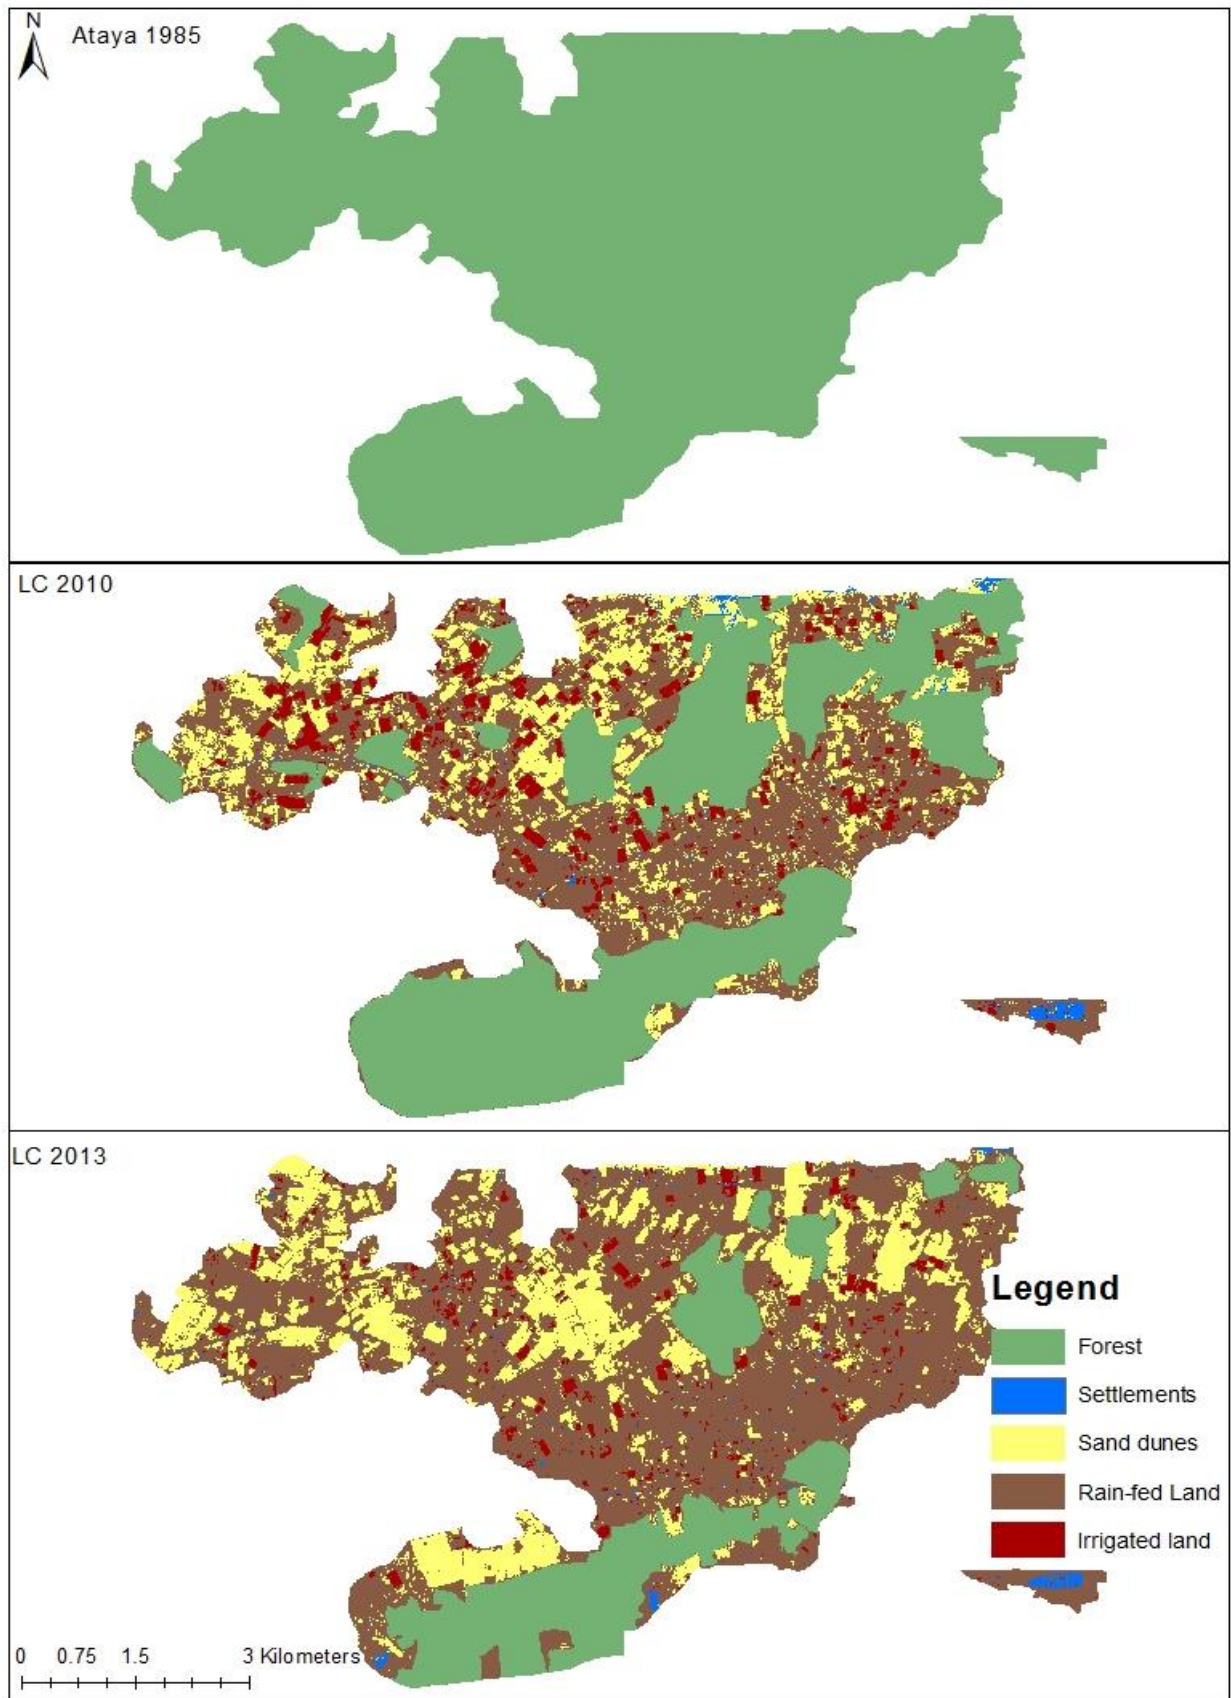 N
Ataya 1985
LC 2010
LC 2013
Legend
Forest
Settlements
Sand dunes
Rain-fed Land
Irrigated land
0 0.75 1.5 3 Kilometers